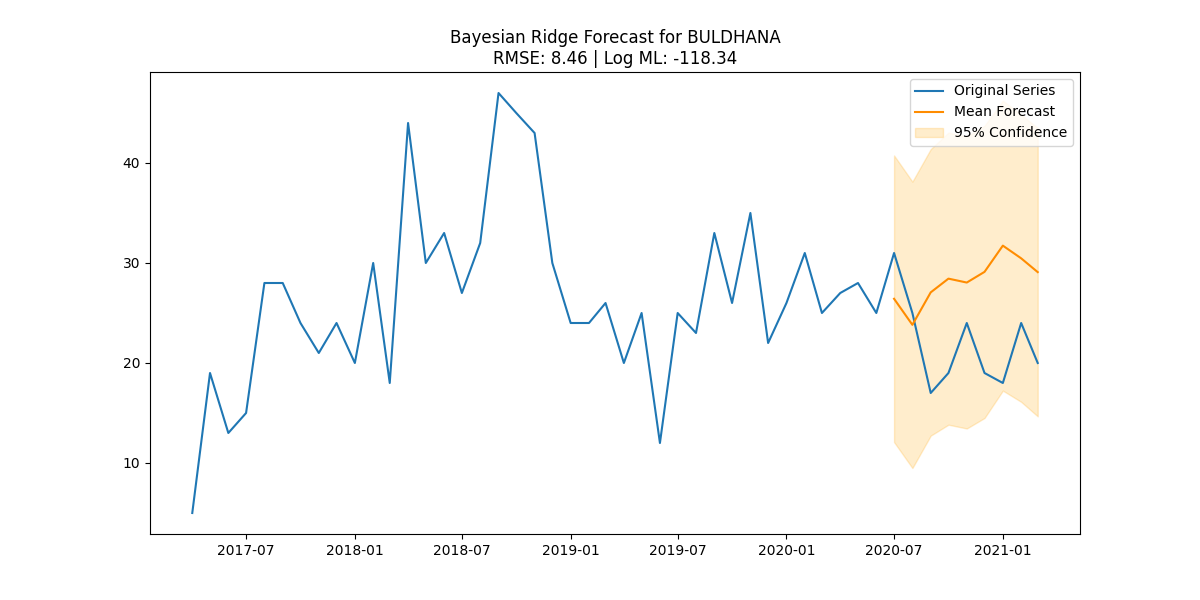 Bayesian Ridge Forecast for BULDHANA
RMSE: 8.46 | Log ML: -118.34
Original Series
Mean Forecast
95% Confidence
40
30
20
10
2017-07
2018-01
2018-07
2019-01
2019-07
2020-01
2020-07
2021-01